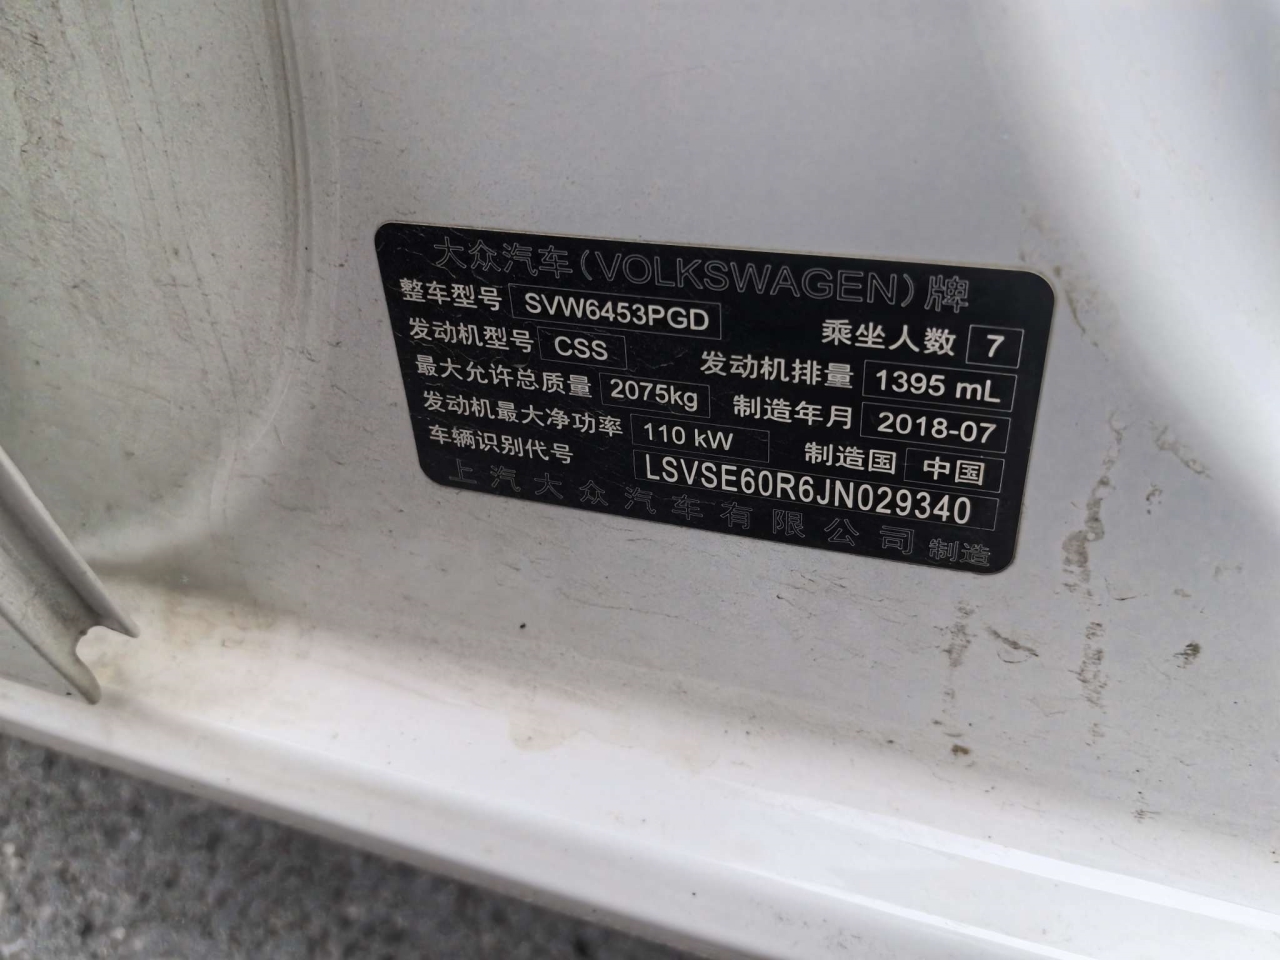 大众汽车(VOLKSWAGEN)牌
整车型号 SVW6453PGD 乘坐人数 7
发动机型号 CSS 发动机排量 1395 mL
最大允许总质量 2075kg 制造年月 2018-07
发动机最大净功率 110 kW 制造国 中国
车辆识别代号 LSVSE60R6JN029340
上汽大众汽车有限公司 制造